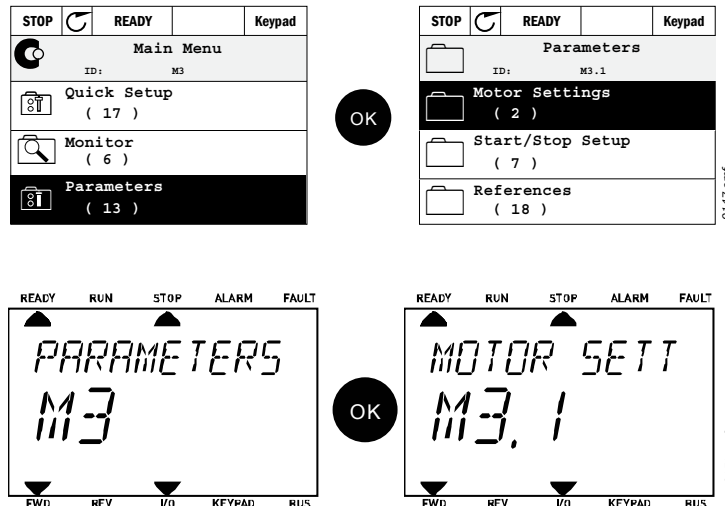 STOP READY Keypad
Main Menu
ID: M3
Quick Setup
( 17 )
Monitor
( 6 )
Parameters
( 13 )
OK
STOP READY Keypad
Parameters
ID: M3.1
Motor Settings
( 2 )
Start/Stop Setup
( 7 )
References
( 18 )
READY RUN STOP ALARM FAULT
PARAMETERS
M3
FWD REV I/O KEYPAD BUS
OK
READY RUN STOP ALARM FAULT
MOTOR SETT
M3.1
FWD REV I/O KEYPAD BUS